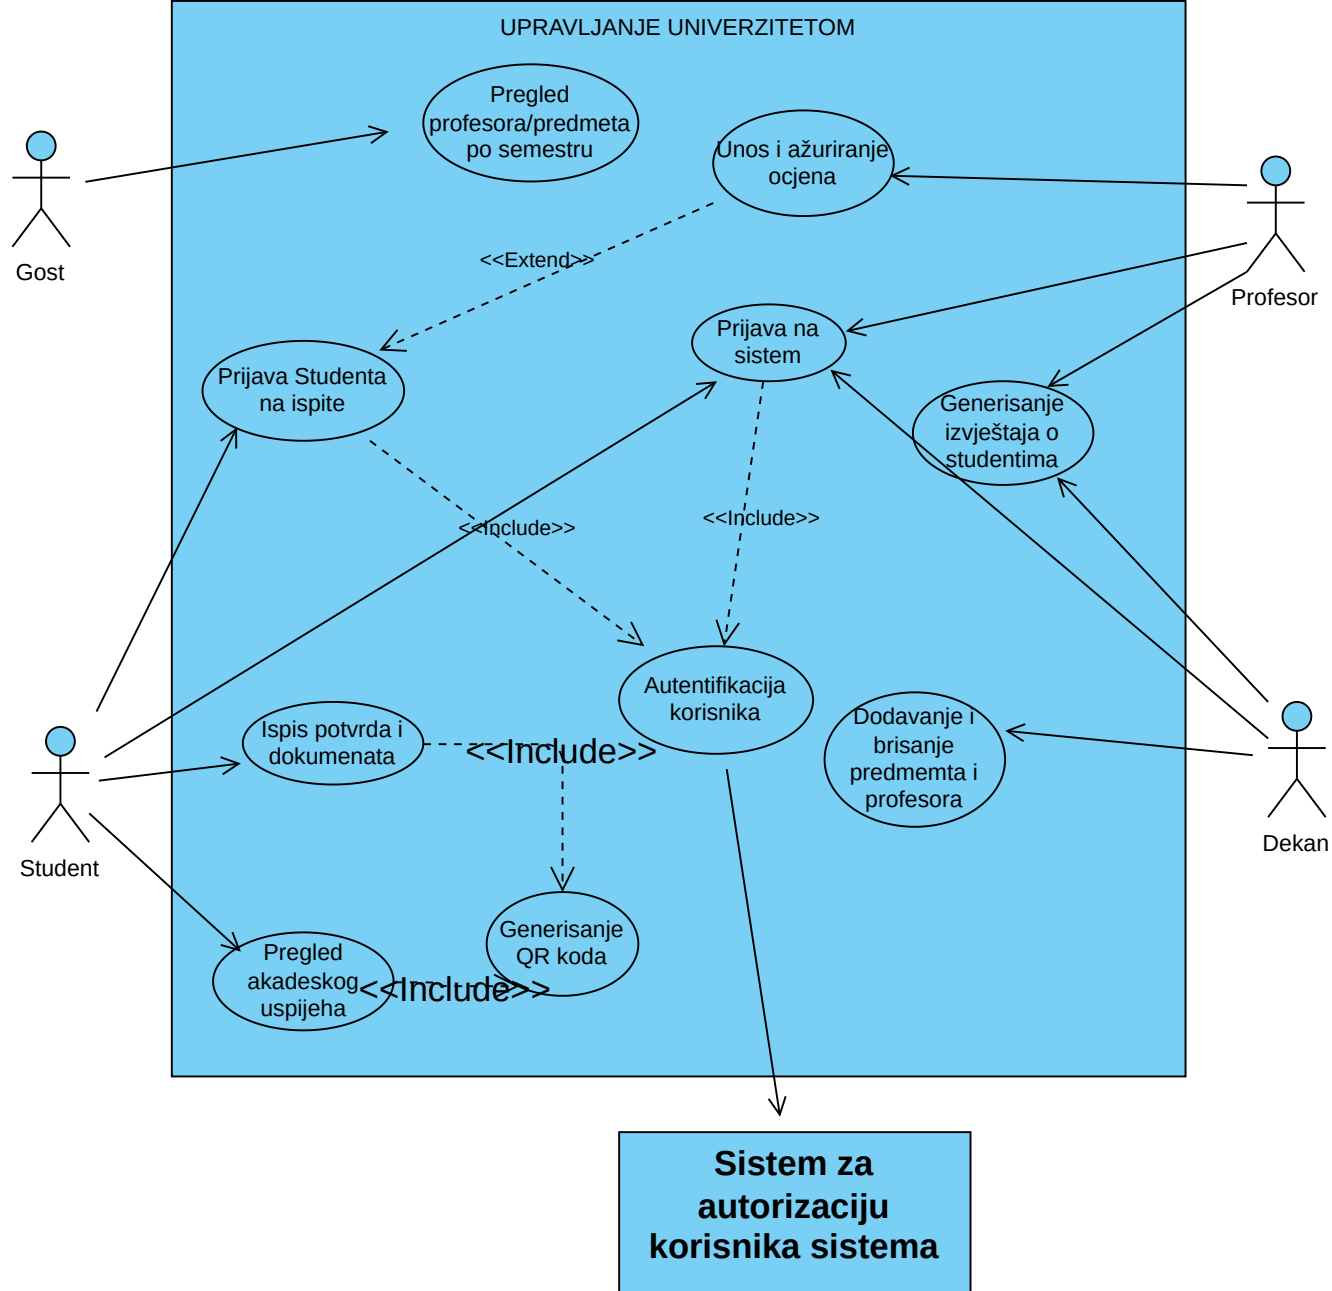 UPRAVLJANJE UNIVERZITETOM
Pregled
profesora/predmeta
po semestru
Unos i ažuriranje
ocjena
Gost
Profesor
<<Extend>>
Prijava na
sistem
Prijava Studenta
na ispite
Generisanje
izvještaja o
studentima
<<Include>>
<<Include>>
Autentifikacija
korisnika
Ispis potvrda i
dokumenata
<<Include>>
Dodavanje i
brisanje
predmemta i
profesora
Student
Dekan
Generisanje
QR koda
Pregled
akadeskog
uspijeha
<<Include>>
Sistem za
autorizaciju
korisnika sistema